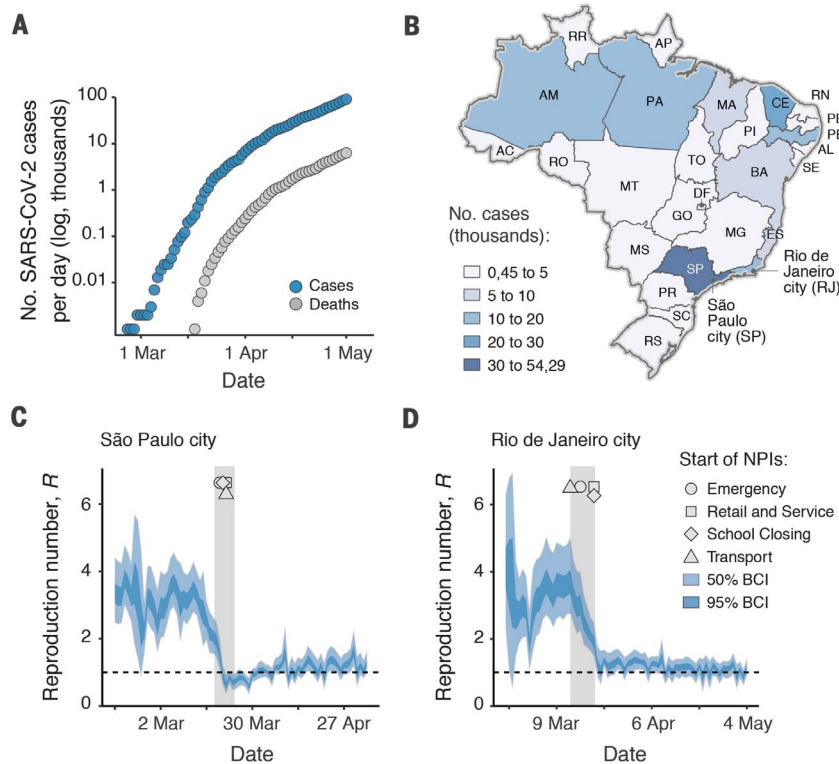 A
No. SARS-CoV-2 cases
per day (log, thousands)
100
10
1
0.1
0.01
Cases
Deaths
1 Mar
1 Apr
1 May
Date
B
RR
AP
AM
PA
MA
CE
RN
PI
AC
RO
TO
AL
SE
BA
MT
DF
GO
MG
ES
MS
SP
PR
SC
RS
No. cases
(thousands):
0,45 to 5
5 to 10
10 to 20
20 to 30
30 to 54,29
Rio de
Janeiro
city (RJ)
São
Paulo
city (SP)
C
São Paulo city
Reproduction number, R
6
4
2
0
2 Mar
30 Mar
27 Apr
Date
D
Rio de Janeiro city
Reproduction number, R
6
4
2
0
9 Mar
6 Apr
4 May
Date
Start of NPIs:
Emergency
Retail and Service
School Closing
Transport
50% BCI
95% BCI